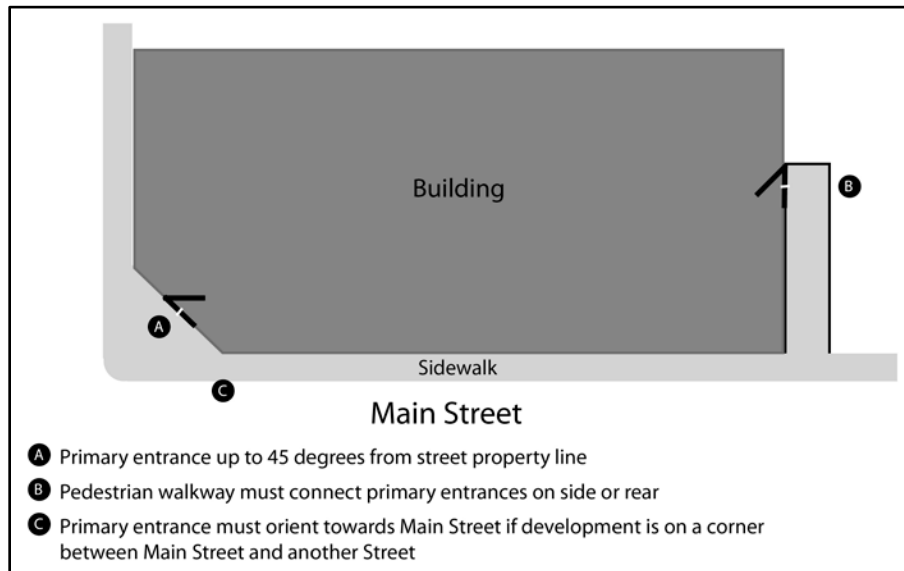 Building
B
A
Sidewalk
C
Main Street
A Primary entrance up to 45 degrees from street property line
B Pedestrian walkway must connect primary entrances on side or rear
C Primary entrance must orient towards Main Street if development is on a corner
between Main Street and another Street